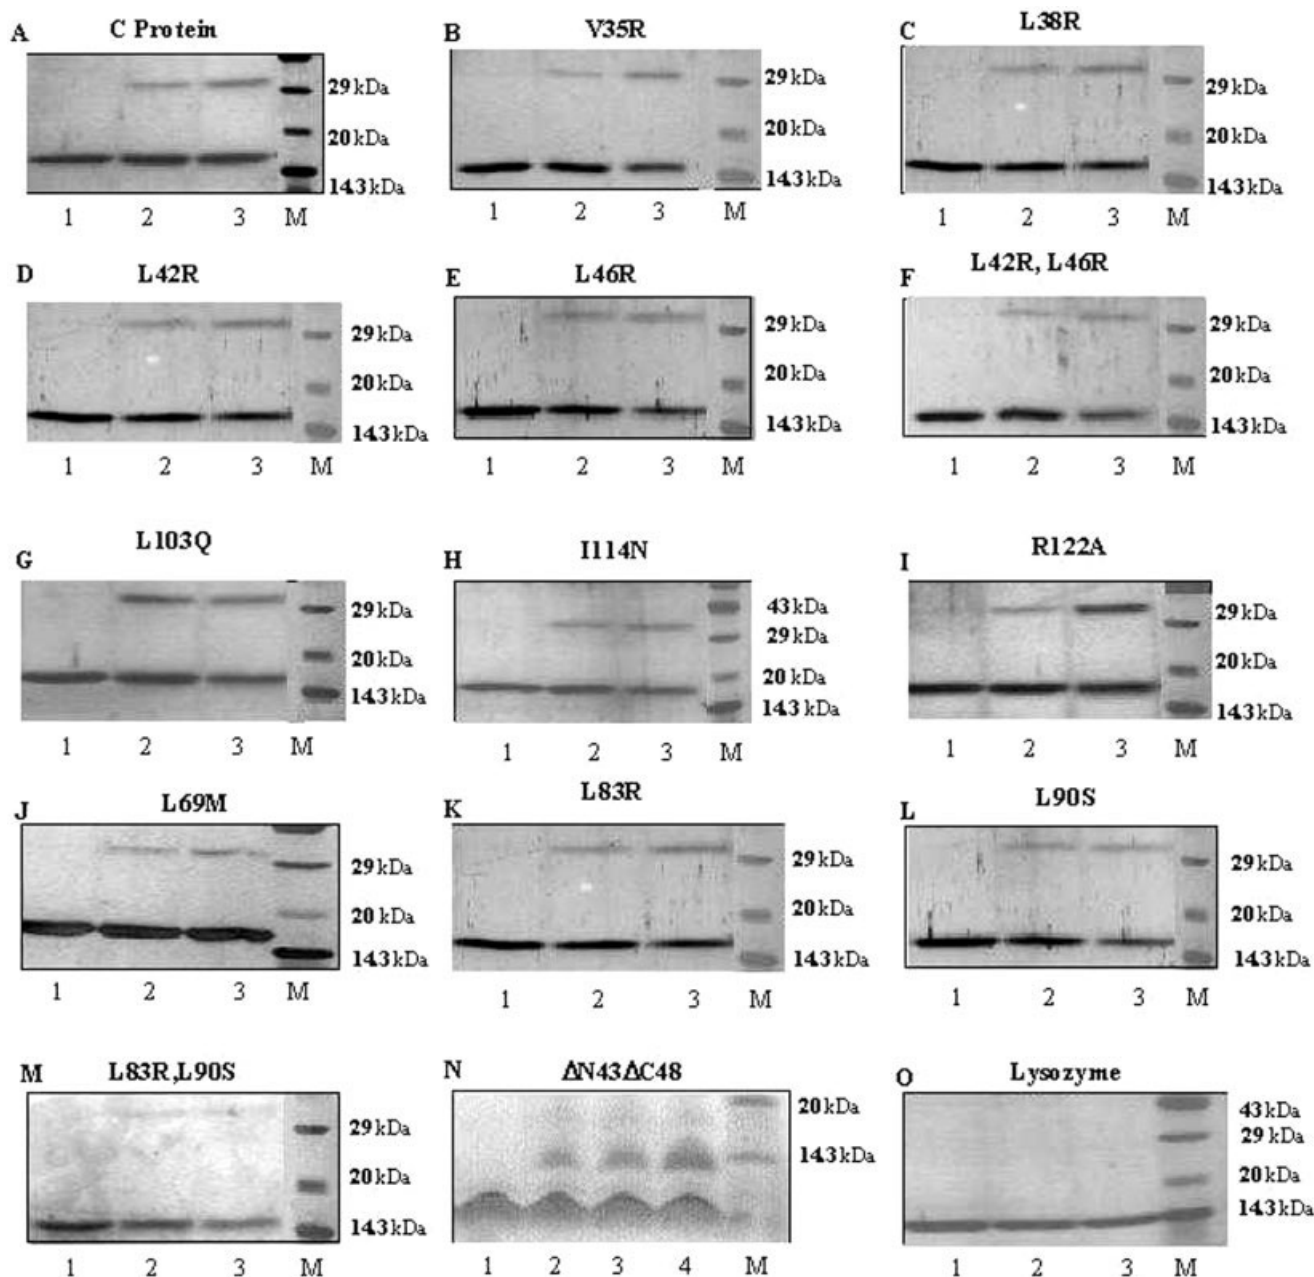 A C Protein
29 kDa
20 kDa
14.3 kDa
1 2 3 M
B V35R
29 kDa
20 kDa
14.3 kDa
1 2 3 M
C L38R
29 kDa
20 kDa
14.3 kDa
1 2 3 M
D L42R
29 kDa
20 kDa
14.3 kDa
1 2 3 M
E L46R
29 kDa
20 kDa
14.3 kDa
1 2 3 M
F L42R, L46R
29 kDa
20 kDa
14.3 kDa
1 2 3 M
G L103Q
29 kDa
20 kDa
14.3 kDa
1 2 3 M
H I114N
43 kDa
29 kDa
20 kDa
14.3 kDa
1 2 3 M
I R122A
29 kDa
20 kDa
14.3 kDa
1 2 3 M
J L69M
29 kDa
20 kDa
14.3 kDa
1 2 3 M
K L83R
29 kDa
20 kDa
14.3 kDa
1 2 3 M
L L90S
29 kDa
20 kDa
14.3 kDa
1 2 3 M
M L83R,L90S
29 kDa
20 kDa
14.3 kDa
1 2 3 M
N ΔN43ΔC48
20 kDa
14.3 kDa
1 2 3 4 M
O Lysozyme
43 kDa
29 kDa
20 kDa
14.3 kDa
1 2 3 M